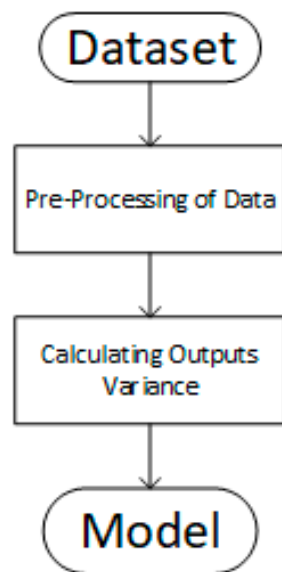 Dataset
Pre-Processing of Data
Calculating Outputs
Variance
Model